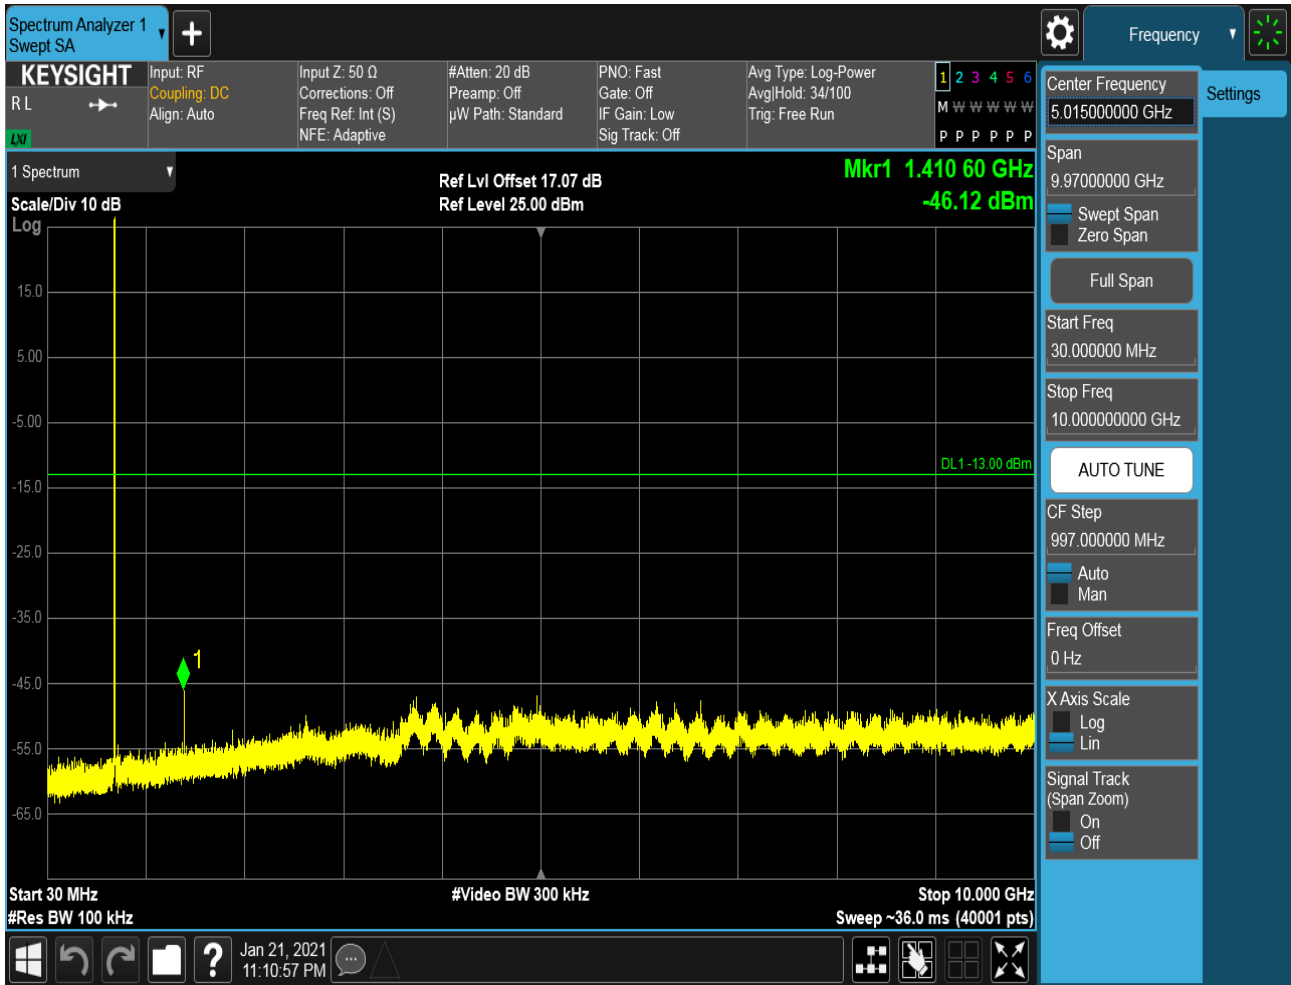 Spectrum Analyzer 1
Swept SA
Frequency
KEYSIGHT
R L
LXI
Input: RF
Coupling: DC
Align: Auto
Input Z: 50 Ω
Corrections: Off
Freq Ref: Int (S)
NFE: Adaptive
#Atten: 20 dB
Preamp: Off
µW Path: Standard
PNO: Fast
Gate: Off
IF Gain: Low
Sig Track: Off
Avg Type: Log-Power
Avg|Hold: 34/100
Trig: Free Run
1 2 3 4 5 6
M W W W W W
P P P P P P
1 Spectrum
Scale/Div 10 dB
Log
Ref Lvl Offset 17.07 dB
Ref Level 25.00 dBm
Mkr1 1.410 60 GHz
-46.12 dBm
15.0
5.00
-5.00
-15.0
-25.0
-35.0
-45.0
-55.0
-65.0
DL1 -13.00 dBm
1
Start 30 MHz
#Res BW 100 kHz
#Video BW 300 kHz
Stop 10.000 GHz
Sweep ~36.0 ms (40001 pts)
?
Jan 21, 2021
11:10:57 PM
Center Frequency
5.015000000 GHz
Settings
Span
9.97000000 GHz
Swept Span
Zero Span
Full Span
Start Freq
30.000000 MHz
Stop Freq
10.000000000 GHz
AUTO TUNE
CF Step
997.000000 MHz
Auto
Man
Freq Offset
0 Hz
X Axis Scale
Log
Lin
Signal Track
(Span Zoom)
On
Off